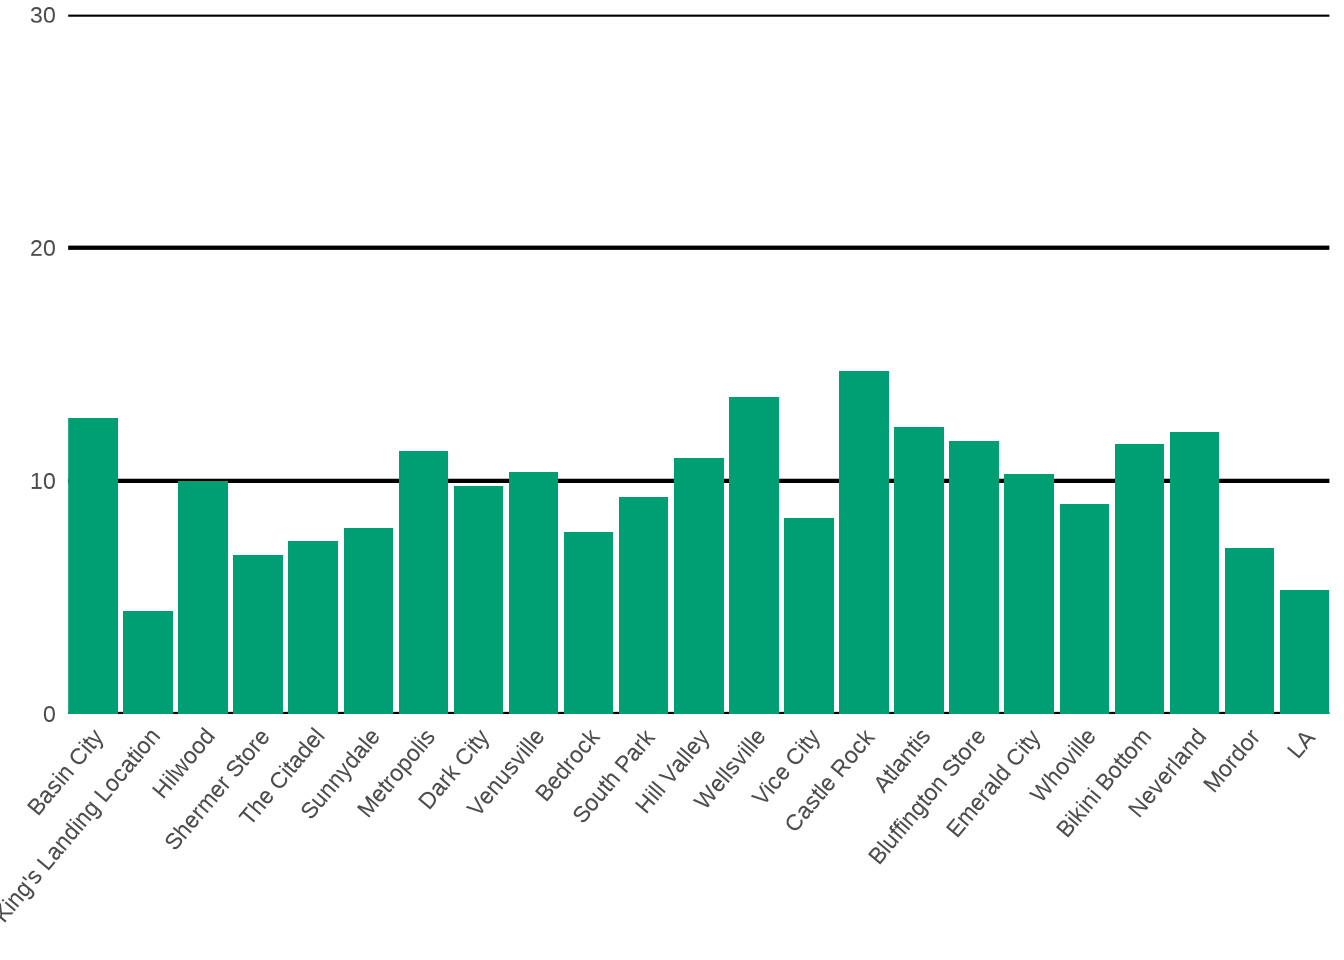 30
20
10
0
Basin City
King's Landing Location
Hilwood
Shermer Store
The Citadel
Sunnydale
Metropolis
Dark City
Venusville
Bedrock
South Park
Hill Valley
Wellsville
Vice City
Castle Rock
Atlantis
Bluffington Store
Emerald City
Whoville
Bikini Bottom
Neverland
Mordor
LA